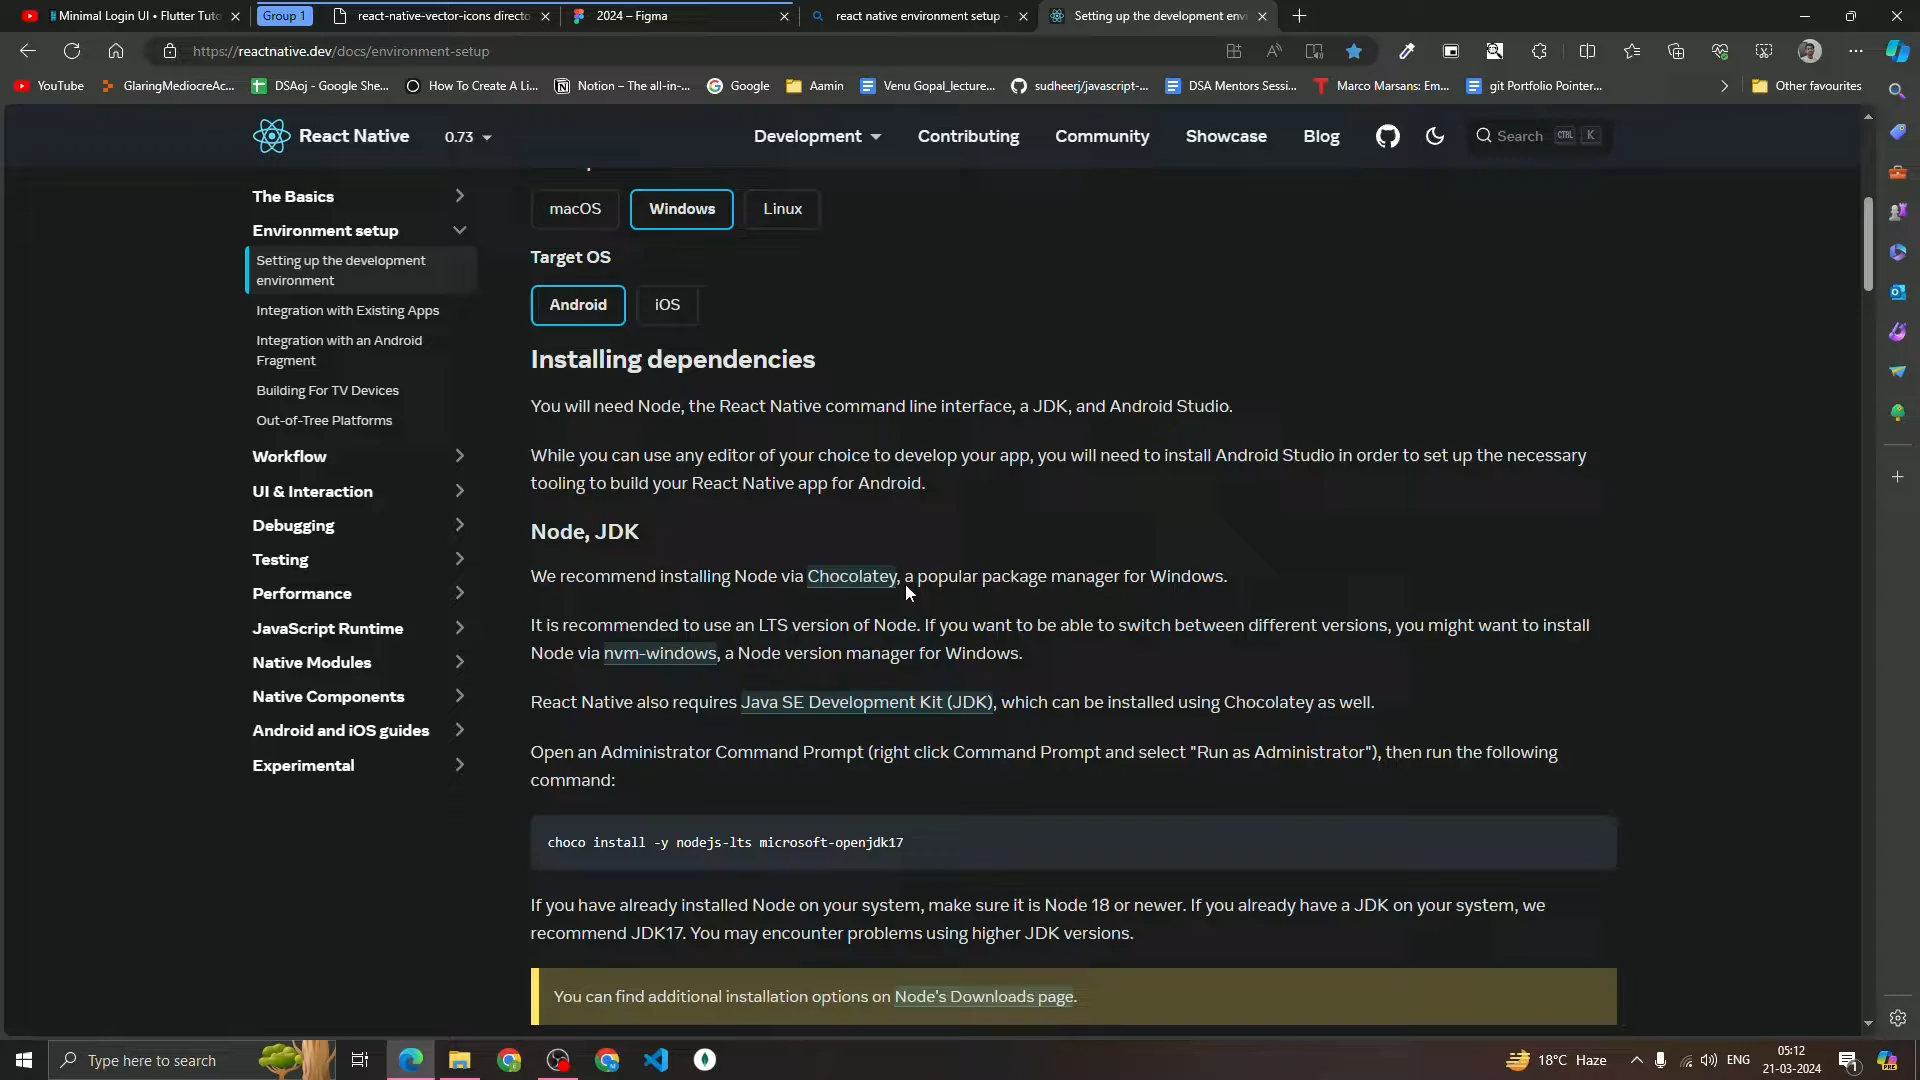 Minimal Login UI • Flutter Tuto
Group 1
react-native-vector-icons directo
2024 – Figma
react native environment setup
Setting up the development env
https://reactnative.dev/docs/environment-setup
YouTube
GlaringMediocreAc...
DSAoj - Google She...
How To Create A Li...
Notion – The all-in-...
Google
Aamin
Venu Gopal_lecture...
sudheerj/javascript-...
DSA Mentors Sessi...
Marco Marsans: Em...
git Portfolio Pointer...
Other favourites
React Native
0.73
Development
Contributing
Community
Showcase
Blog
Search CTRL K
The Basics
Environment setup
Setting up the development
environment
Integration with Existing Apps
Integration with an Android
Fragment
Building For TV Devices
Out-of-Tree Platforms
Workflow
UI & Interaction
Debugging
Testing
Performance
JavaScript Runtime
Native Modules
Native Components
Android and iOS guides
Experimental
macOS
Windows
Linux
Target OS
Android
iOS
Installing dependencies
You will need Node, the React Native command line interface, a JDK, and Android Studio.
While you can use any editor of your choice to develop your app, you will need to install Android Studio in order to set up the necessary
tooling to build your React Native app for Android.
Node, JDK
We recommend installing Node via Chocolatey, a popular package manager for Windows.
It is recommended to use an LTS version of Node. If you want to be able to switch between different versions, you might want to install
Node via nvm-windows, a Node version manager for Windows.
React Native also requires Java SE Development Kit (JDK), which can be installed using Chocolatey as well.
Open an Administrator Command Prompt (right click Command Prompt and select "Run as Administrator"), then run the following
command:
choco install -y nodejs-lts microsoft-openjdk17
If you have already installed Node on your system, make sure it is Node 18 or newer. If you already have a JDK on your system, we
recommend JDK17. You may encounter problems using higher JDK versions.
You can find additional installation options on Node's Downloads page.
Type here to search
18°C Haze
ENG
05:12
21-03-2024
1